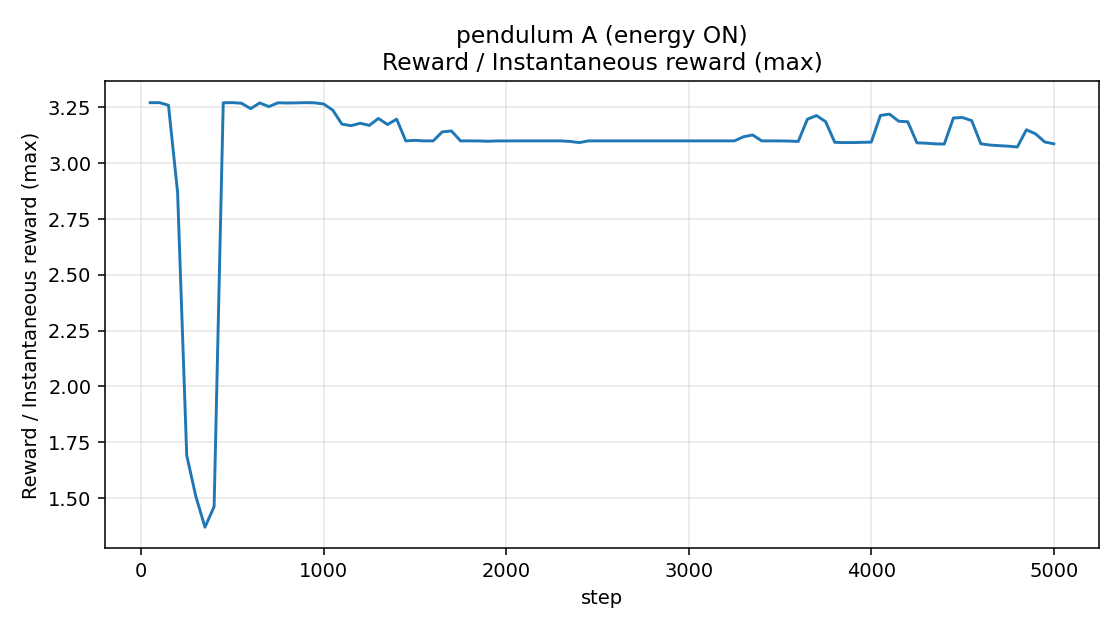 pendulum A (energy ON)
Reward / Instantaneous reward (max)
Reward / Instantaneous reward (max)
3.25
3.00
2.75
2.50
2.25
2.00
1.75
1.50
0 1000 2000 3000 4000 5000
step